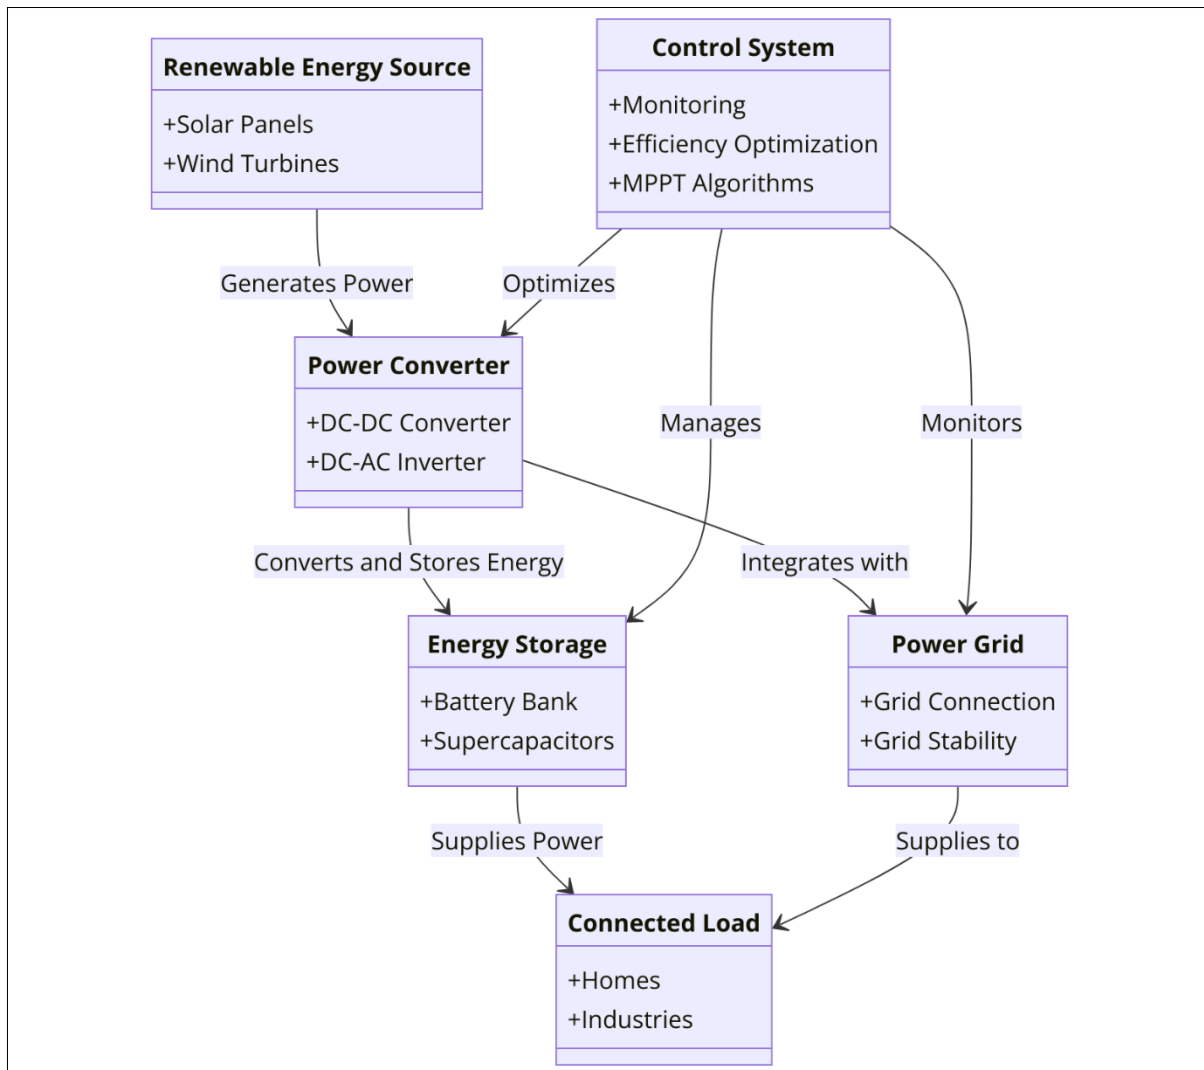 Renewable Energy Source
+Solar Panels
+Wind Turbines
Control System
+Monitoring
+Efficiency Optimization
+MPPT Algorithms
Generates Power
Optimizes
Power Converter
+DC-DC Converter
+DC-AC Inverter
Manages
Monitors
Converts and Stores Energy
Integrates with
Energy Storage
+Battery Bank
+Supercapacitors
Power Grid
+Grid Connection
+Grid Stability
Supplies Power
Supplies to
Connected Load
+Homes
+Industries